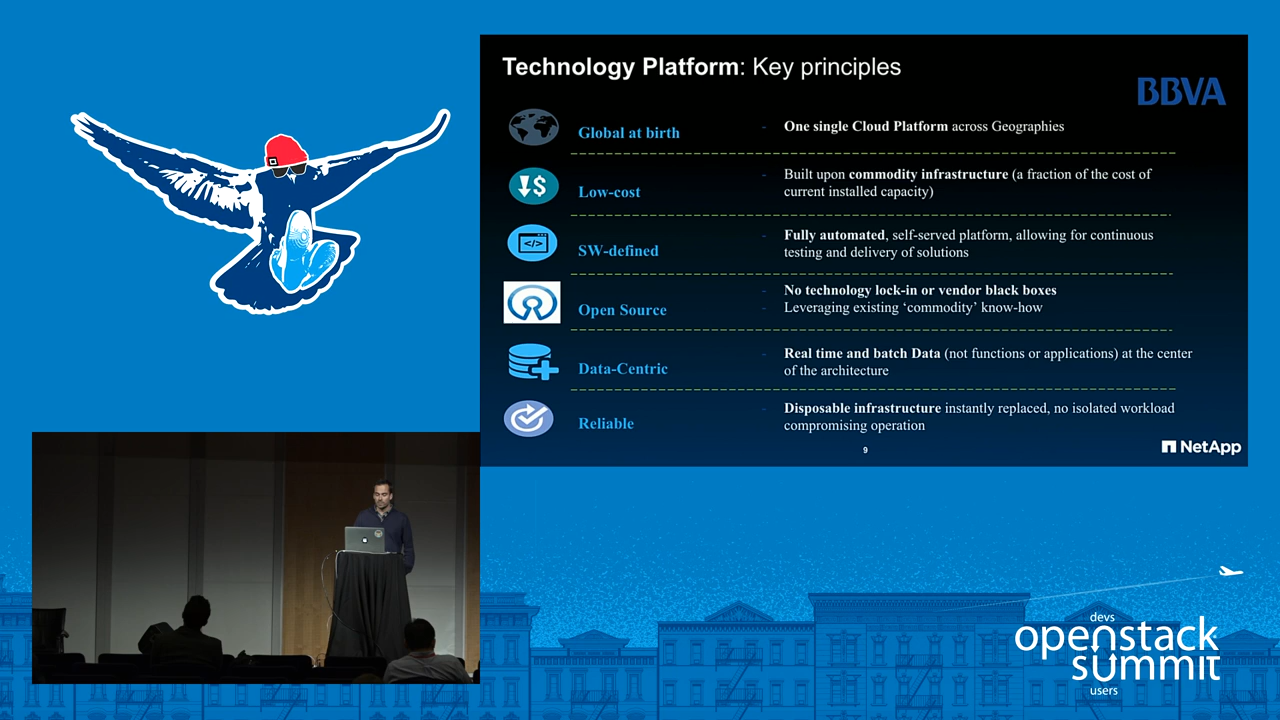 Technology Platform: Key principles
BBVA
Global at birth
- One single Cloud Platform across Geographies
Low-cost
- Built upon commodity infrastructure (a fraction of the cost of
current installed capacity)
SW-defined
- Fully automated, self-served platform, allowing for continuous
testing and delivery of solutions
Open Source
- No technology lock-in or vendor black boxes
- Leveraging existing ‘commodity’ know-how
Data-Centric
- Real time and batch Data (not functions or applications) at the center
of the architecture
Reliable
- Disposable infrastructure instantly replaced, no isolated workload
compromising operation
9
NetApp
devs
openstack
summit
users